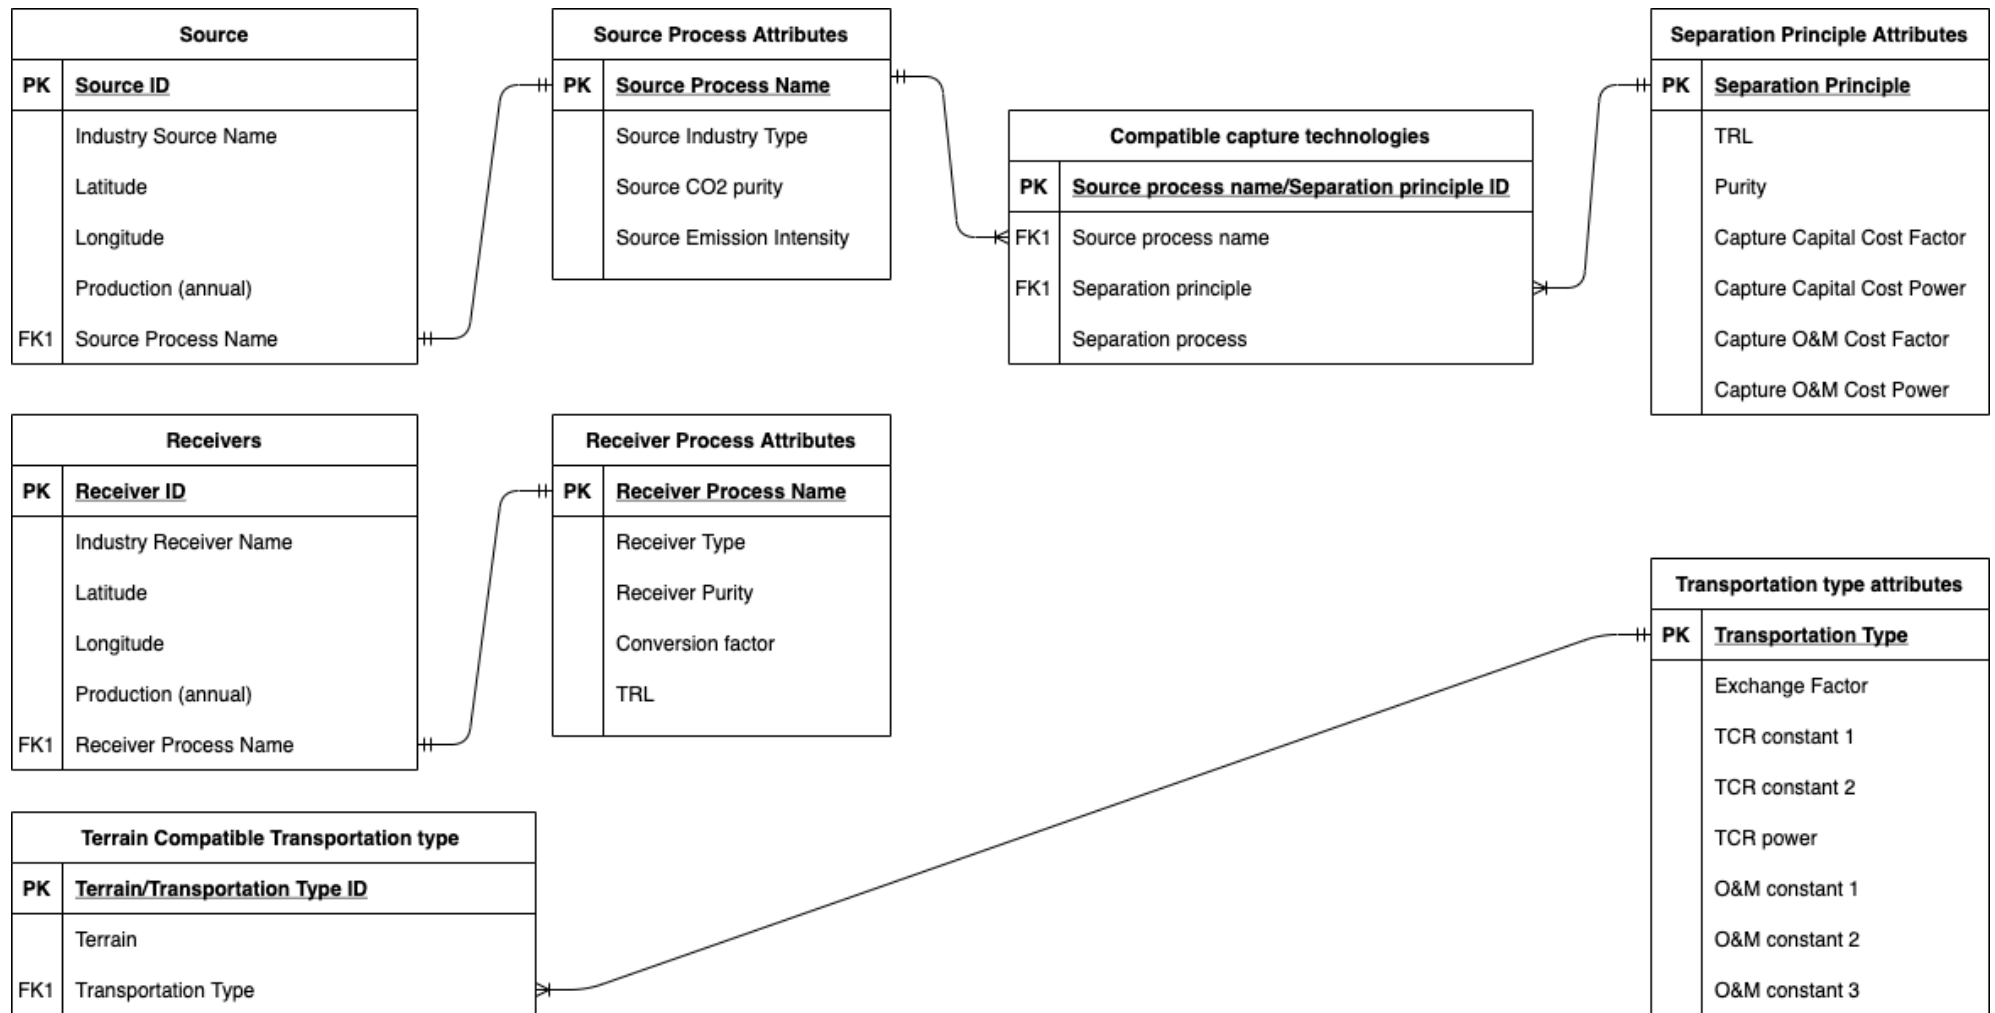 Source
PK Source ID
Industry Source Name
Latitude
Longitude
Production (annual)
FK1 Source Process Name
Source Process Attributes
PK Source Process Name
Source Industry Type
Source CO2 purity
Source Emission Intensity
Compatible capture technologies
PK Source process name/Separation principle ID
FK1 Source process name
FK1 Separation principle
Separation process
Separation Principle Attributes
PK Separation Principle
TRL
Purity
Capture Capital Cost Factor
Capture Capital Cost Power
Capture O&M Cost Factor
Capture O&M Cost Power
Receivers
PK Receiver ID
Industry Receiver Name
Latitude
Longitude
Production (annual)
FK1 Receiver Process Name
Receiver Process Attributes
PK Receiver Process Name
Receiver Type
Receiver Purity
Conversion factor
TRL
Transportation type attributes
PK Transportation Type
Exchange Factor
TCR constant 1
TCR constant 2
TCR power
O&M constant 1
O&M constant 2
O&M constant 3
Terrain Compatible Transportation type
PK Terrain/Transportation Type ID
Terrain
FK1 Transportation Type